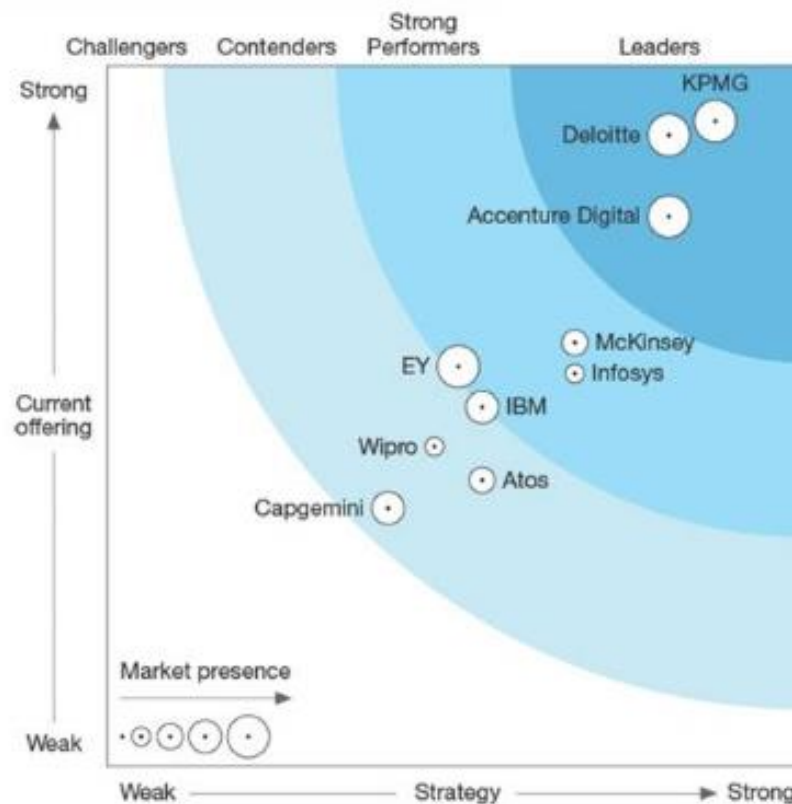 Challengers
Contenders
Strong
Performers
Leaders
Strong
KPMG
Deloitte
Accenture Digital
McKinsey
EY
Infosys
Current
offering
IBM
Wipro
Atos
Capgemini
Market presence
Weak
Weak
Strategy
Strong